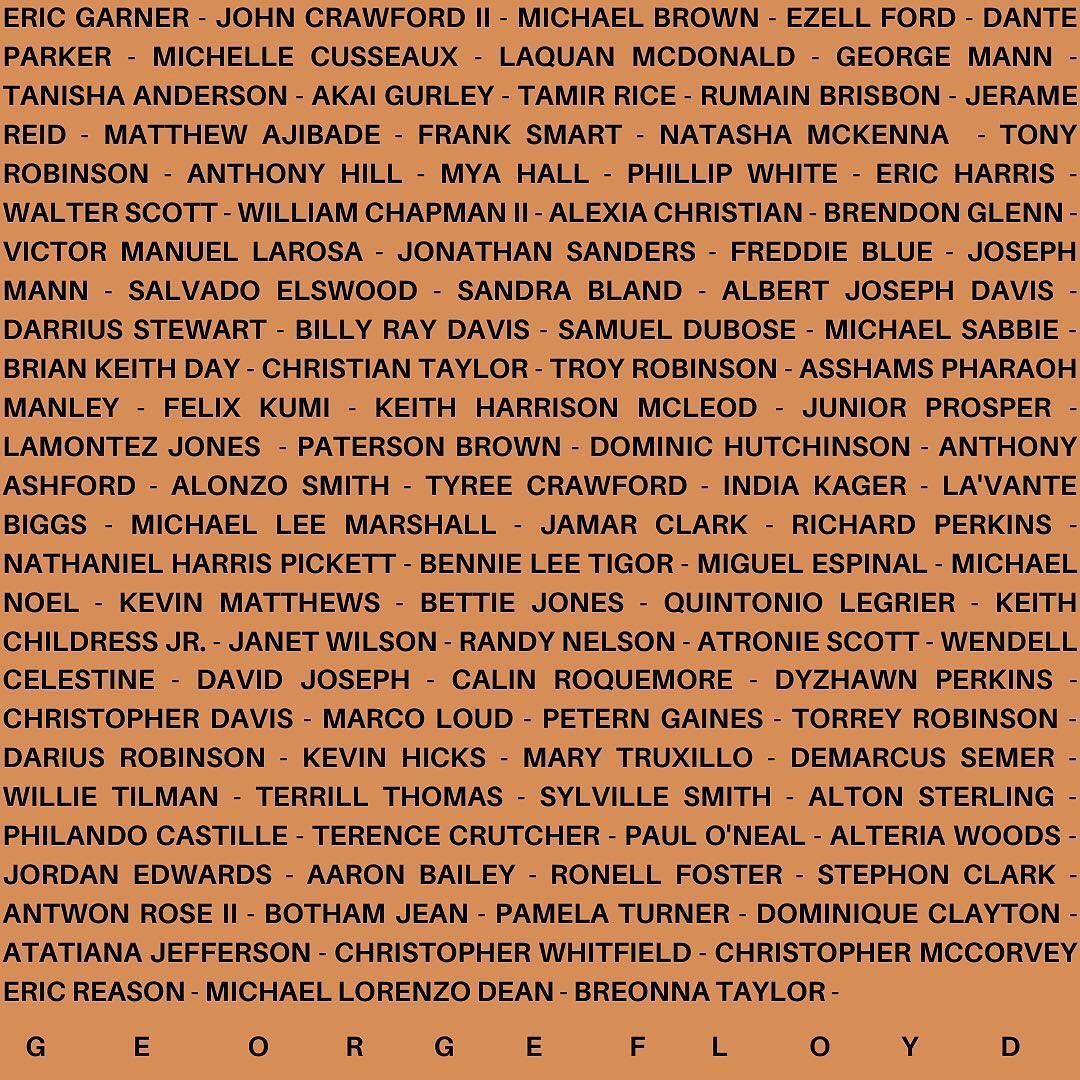 ERIC GARNER - JOHN CRAWFORD II - MICHAEL BROWN - EZELL FORD - DANTE
PARKER - MICHELLE CUSSEAUX - LAQUAN MCDONALD - GEORGE MANN -
TANISHA ANDERSON - AKAI GURLEY - TAMIR RICE - RUMAIN BRISBON - JERAME
REID - MATTHEW AJIBADE - FRANK SMART - NATASHA MCKENNA - TONY
ROBINSON - ANTHONY HILL - MYA HALL - PHILLIP WHITE - ERIC HARRIS -
WALTER SCOTT - WILLIAM CHAPMAN II - ALEXIA CHRISTIAN - BRENDON GLENN -
VICTOR MANUEL LAROSA - JONATHAN SANDERS - FREDDIE BLUE - JOSEPH
MANN - SALVADO ELSWOOD - SANDRA BLAND - ALBERT JOSEPH DAVIS -
DARRIUS STEWART - BILLY RAY DAVIS - SAMUEL DUBOSE - MICHAEL SABBIE -
BRIAN KEITH DAY - CHRISTIAN TAYLOR - TROY ROBINSON - ASSHAMS PHARAOH
MANLEY - FELIX KUMI - KEITH HARRISON MCLEOD - JUNIOR PROSPER -
LAMONTEZ JONES - PATERSON BROWN - DOMINIC HUTCHINSON - ANTHONY
ASHFORD - ALONZO SMITH - TYREE CRAWFORD - INDIA KAGER - LA'VANTE
BIGGS - MICHAEL LEE MARSHALL - JAMAR CLARK - RICHARD PERKINS -
NATHANIEL HARRIS PICKETT - BENNIE LEE TIGOR - MIGUEL ESPINAL - MICHAEL
NOEL - KEVIN MATTHEWS - BETTIE JONES - QUINTONIO LEGRIER - KEITH
CHILDRESS JR. - JANET WILSON - RANDY NELSON - ATRONIE SCOTT - WENDELL
CELESTINE - DAVID JOSEPH - CALIN ROQUEMORE - DYZHAWN PERKINS -
CHRISTOPHER DAVIS - MARCO LOUD - PETERN GAINES - TORREY ROBINSON -
DARIUS ROBINSON - KEVIN HICKS - MARY TRUXILLO - DEMARCUS SEMER -
WILLIE TILMAN - TERRILL THOMAS - SYLVILLE SMITH - ALTON STERLING -
PHILANDO CASTILLE - TERENCE CRUTCHER - PAUL O'NEAL - ALTERIA WOODS -
JORDAN EDWARDS - AARON BAILEY - RONELL FOSTER - STEPHON CLARK -
ANTWON ROSE II - BOTHAM JEAN - PAMELA TURNER - DOMINIQUE CLAYTON -
ATATIANA JEFFERSON - CHRISTOPHER WHITFIELD - CHRISTOPHER MCCORVEY
ERIC REASON - MICHAEL LORENZO DEAN - BREONNA TAYLOR -
G E O R G E F L O Y D